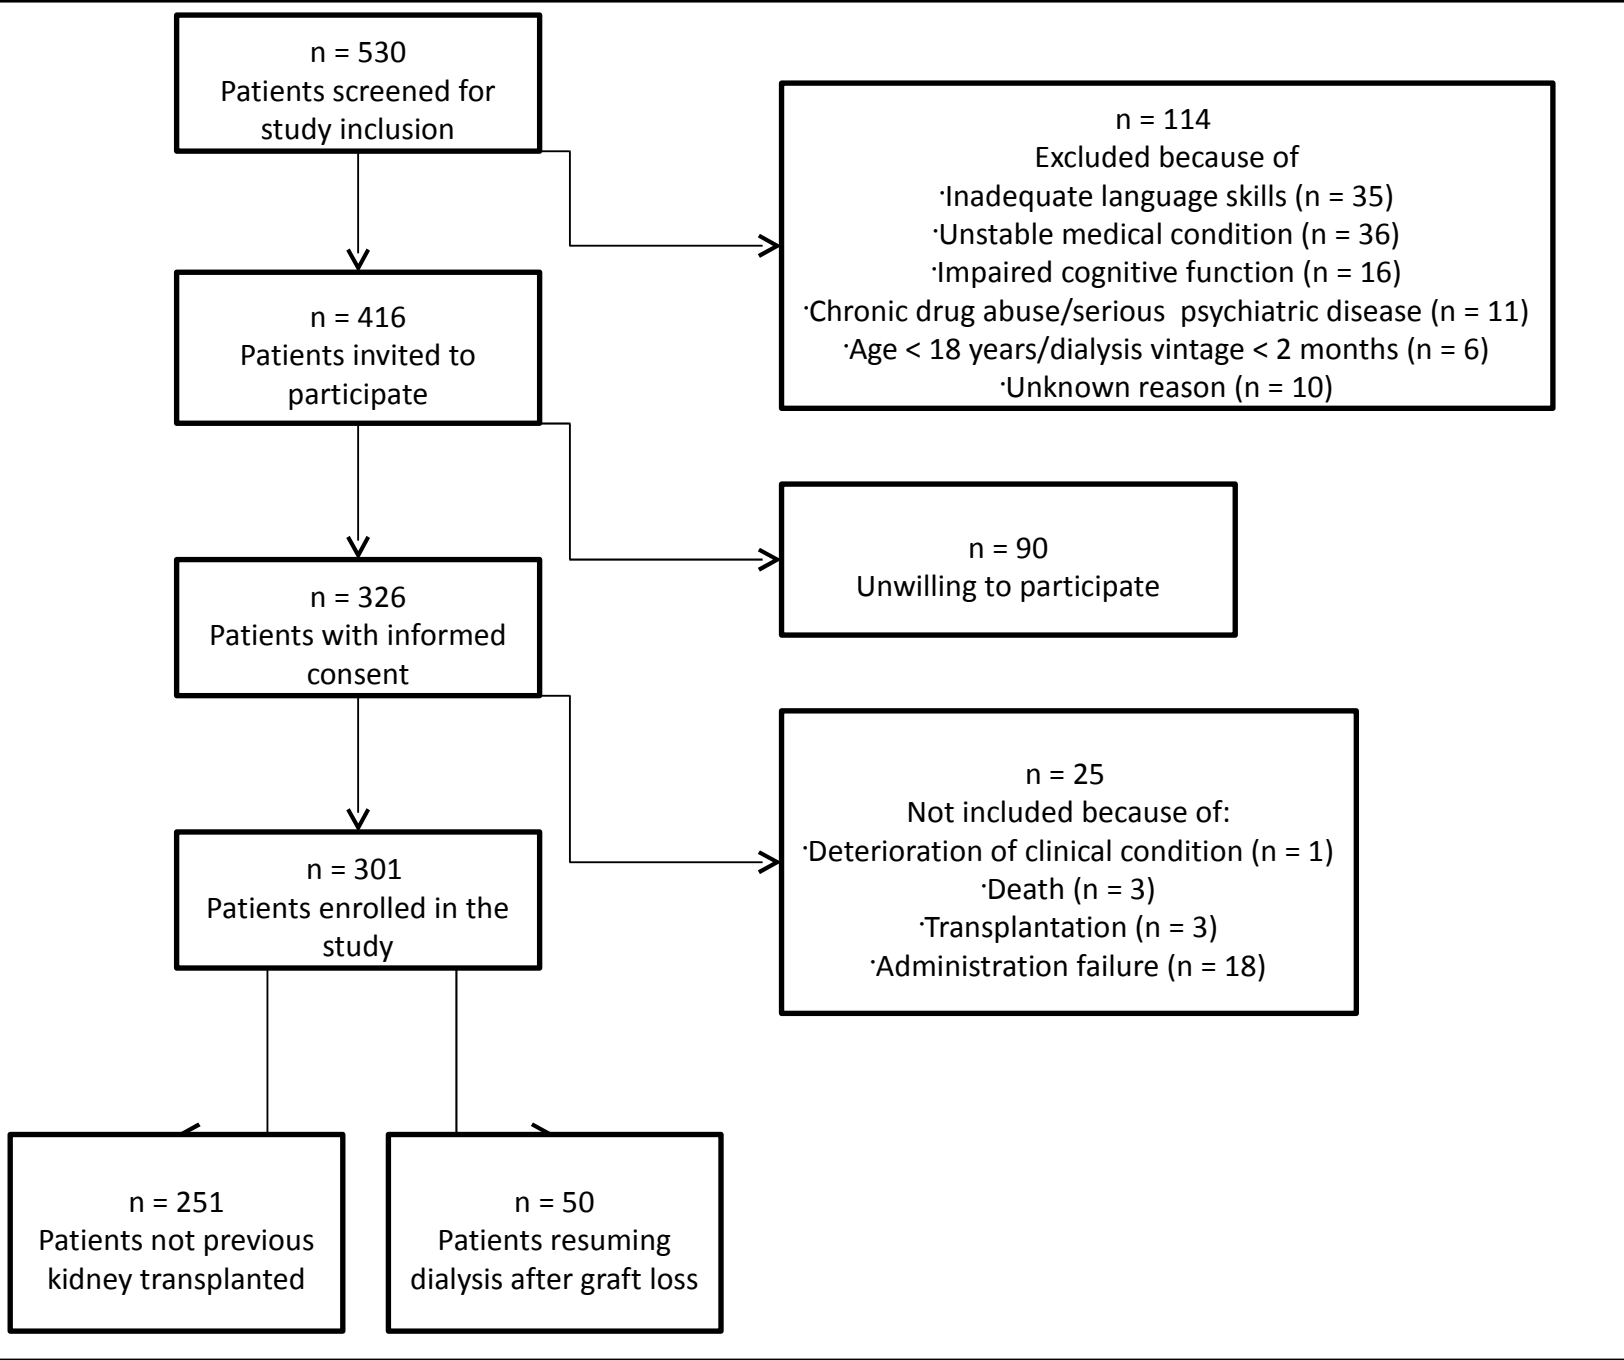 n = 530
Patients screened for
study inclusion
n = 114
Excluded because of
·Inadequate language skills (n = 35)
·Unstable medical condition (n = 36)
·Impaired cognitive function (n = 16)
·Chronic drug abuse/serious  psychiatric disease (n = 11)
·Age < 18 years/dialysis vintage < 2 months (n = 6)
·Unknown reason (n = 10)
n = 416
Patients invited to
participate
n = 90
Unwilling to participate
n = 326
Patients with informed
consent
n = 25
Not included because of:
·Deterioration of clinical condition (n = 1)
·Death (n = 3)
·Transplantation (n = 3)
·Administration failure (n = 18)
n = 301
Patients enrolled in the
study
n = 251
Patients not previous
kidney transplanted
n = 50
Patients resuming
dialysis after graft loss